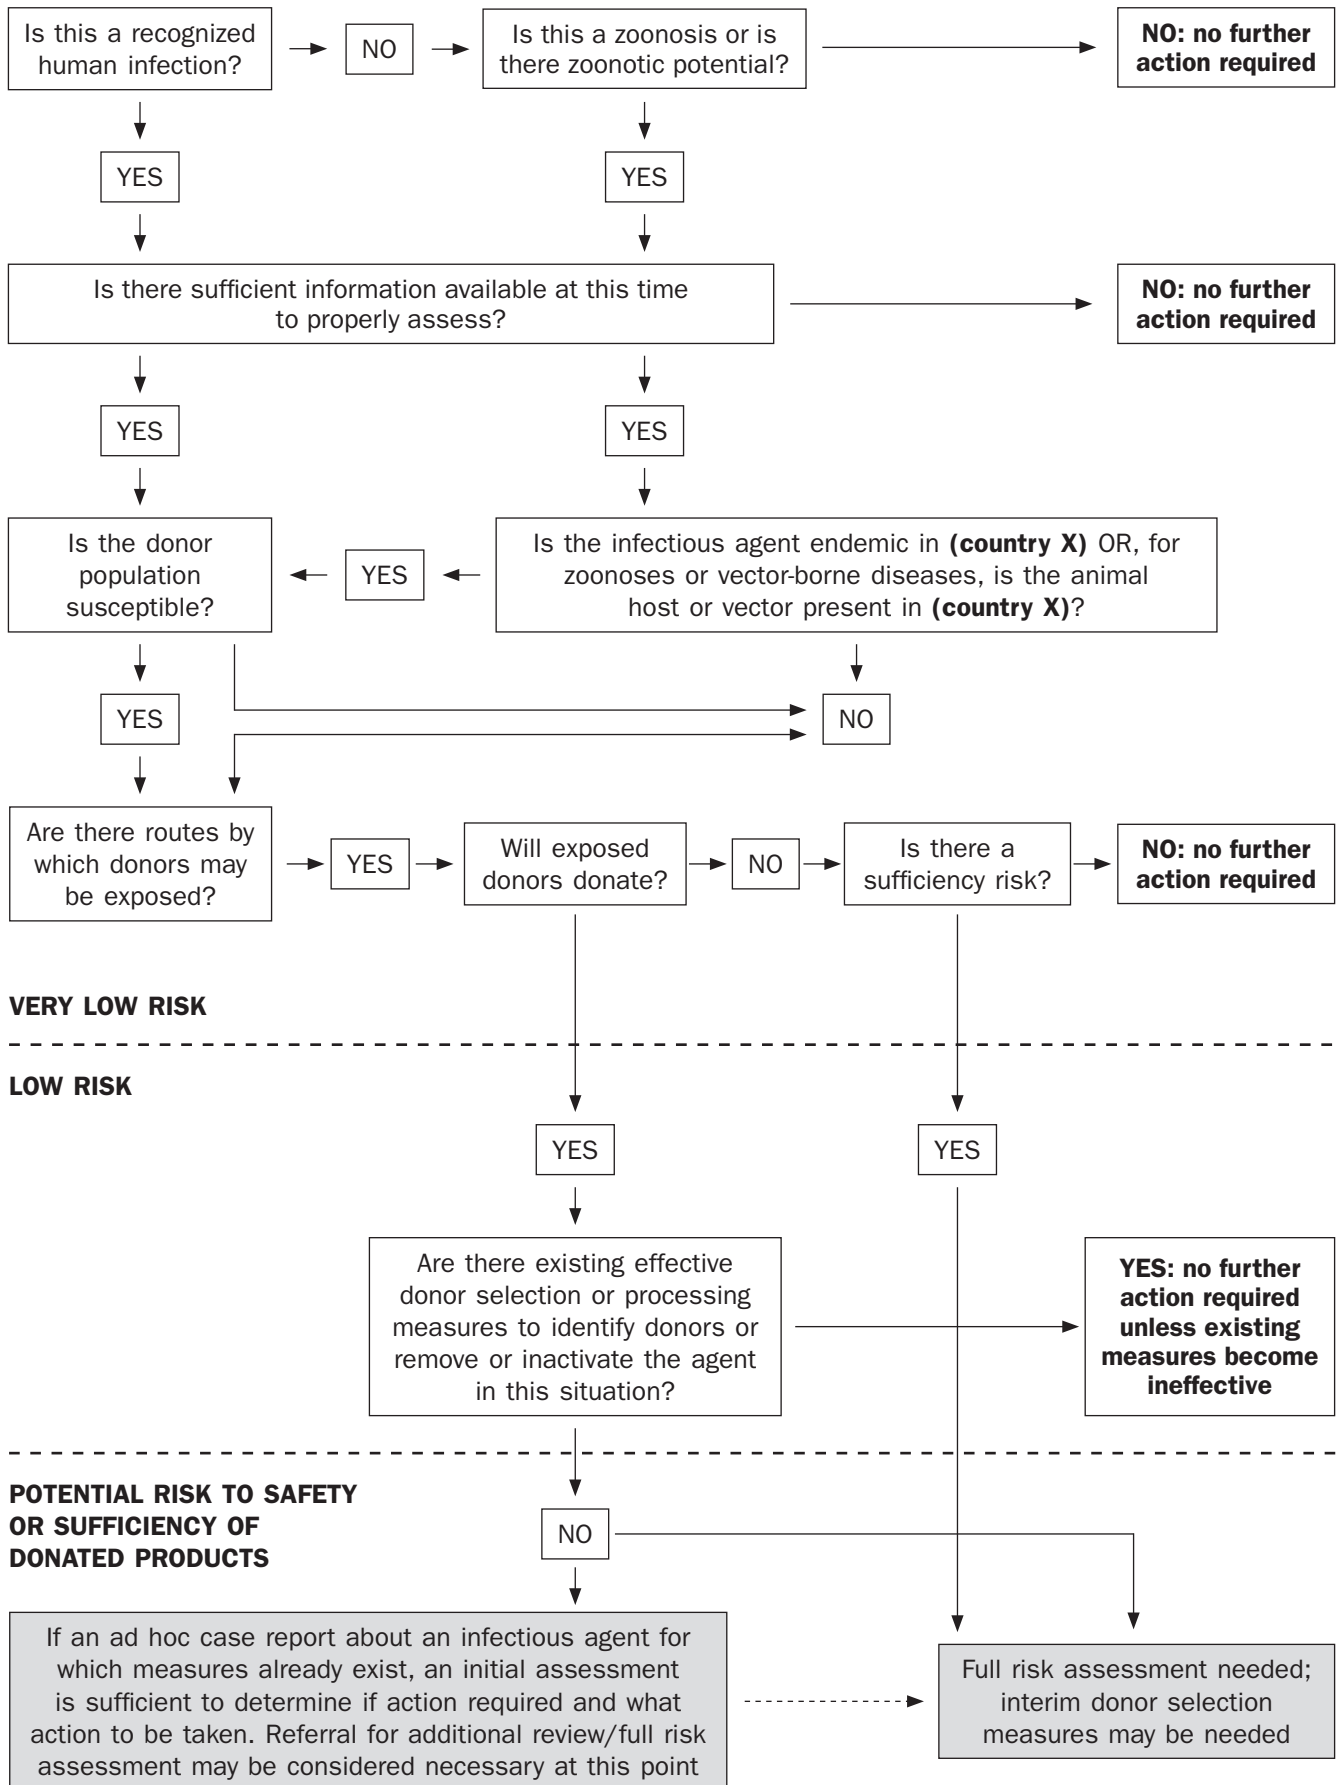 Is this a recognized
human infection?
NO
Is this a zoonosis or is
there zoonotic potential?
NO: no further
action required
YES
YES
Is there sufficient information available at this time
to properly assess?
NO: no further
action required
YES
YES
Is the donor
population
susceptible?
YES
Is the infectious agent endemic in (country X) OR, for
zoonoses or vector-borne diseases, is the animal
host or vector present in (country X)?
YES
NO
Are there routes by
which donors may
be exposed?
YES
Will exposed
donors donate?
NO
Is there a
sufficiency risk?
NO: no further
action required
VERY LOW RISK
LOW RISK
YES
YES
Are there existing effective
donor selection or processing
measures to identify donors or
remove or inactivate the agent
in this situation?
YES: no further
action required
unless existing
measures become
ineffective
POTENTIAL RISK TO SAFETY
OR SUFFICIENCY OF
DONATED PRODUCTS
NO
If an ad hoc case report about an infectious agent for
which measures already exist, an initial assessment
is sufficient to determine if action required and what
action to be taken. Referral for additional review/full risk
assessment may be considered necessary at this point
Full risk assessment needed;
interim donor selection
measures may be needed